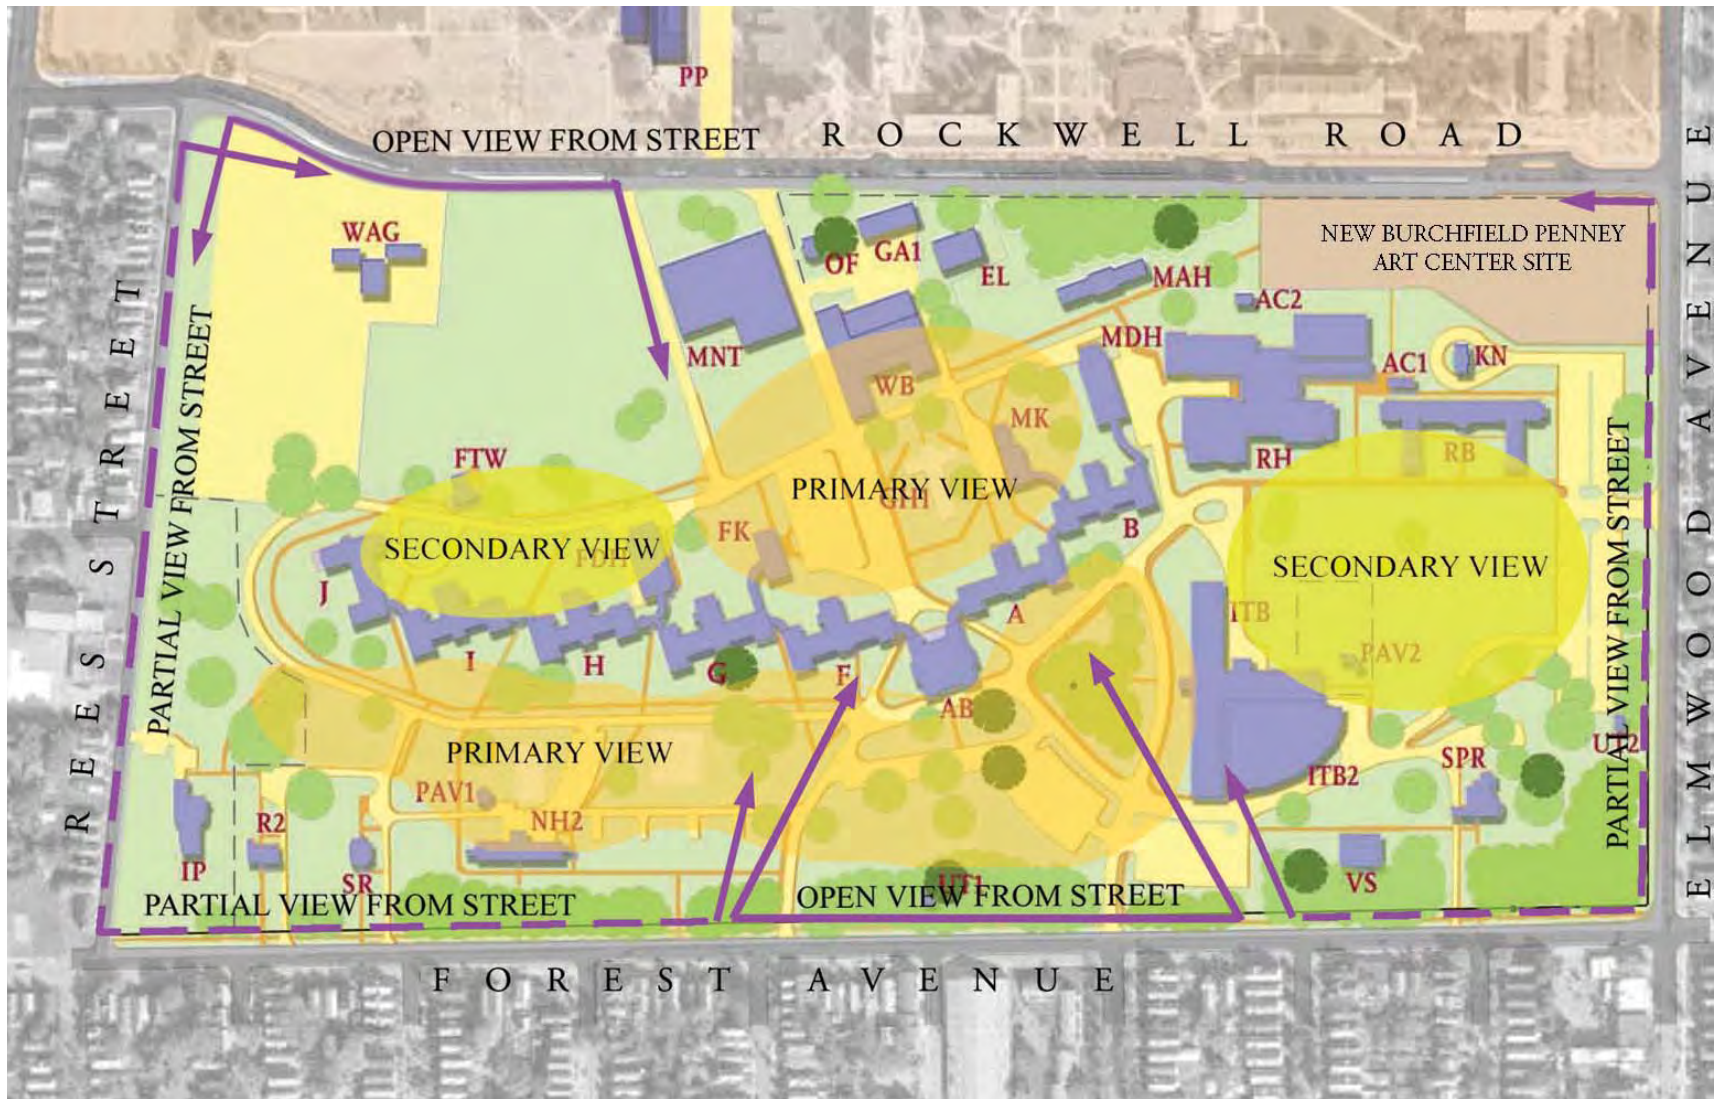 PP
OPEN VIEW FROM STREET
ROCKWELL ROAD
WAG
OF
GA1
EL
MAH
NEW BURCHFIELD PENNEY
ART CENTER SITE
AC2
MNT
MDH
AC1
KN
WB
MK
FTW
RH
RB
PRIMARY VIEW
GH1
SECONDARY VIEW
FDH
FK
B
SECONDARY VIEW
J
A
ITB
PAV2
I
H
G
F
AB
PRIMARY VIEW
PAV1
NH2
ITB2
SPR
UT2
R2
IP
SR
UT1
VS
PARTIAL VIEW FROM STREET
OPEN VIEW FROM STREET
FOREST AVENUE
REES STREET
PARTIAL VIEW FROM STREET
PARTIAL VIEW FROM STREET
ELMWOOD AVENUE